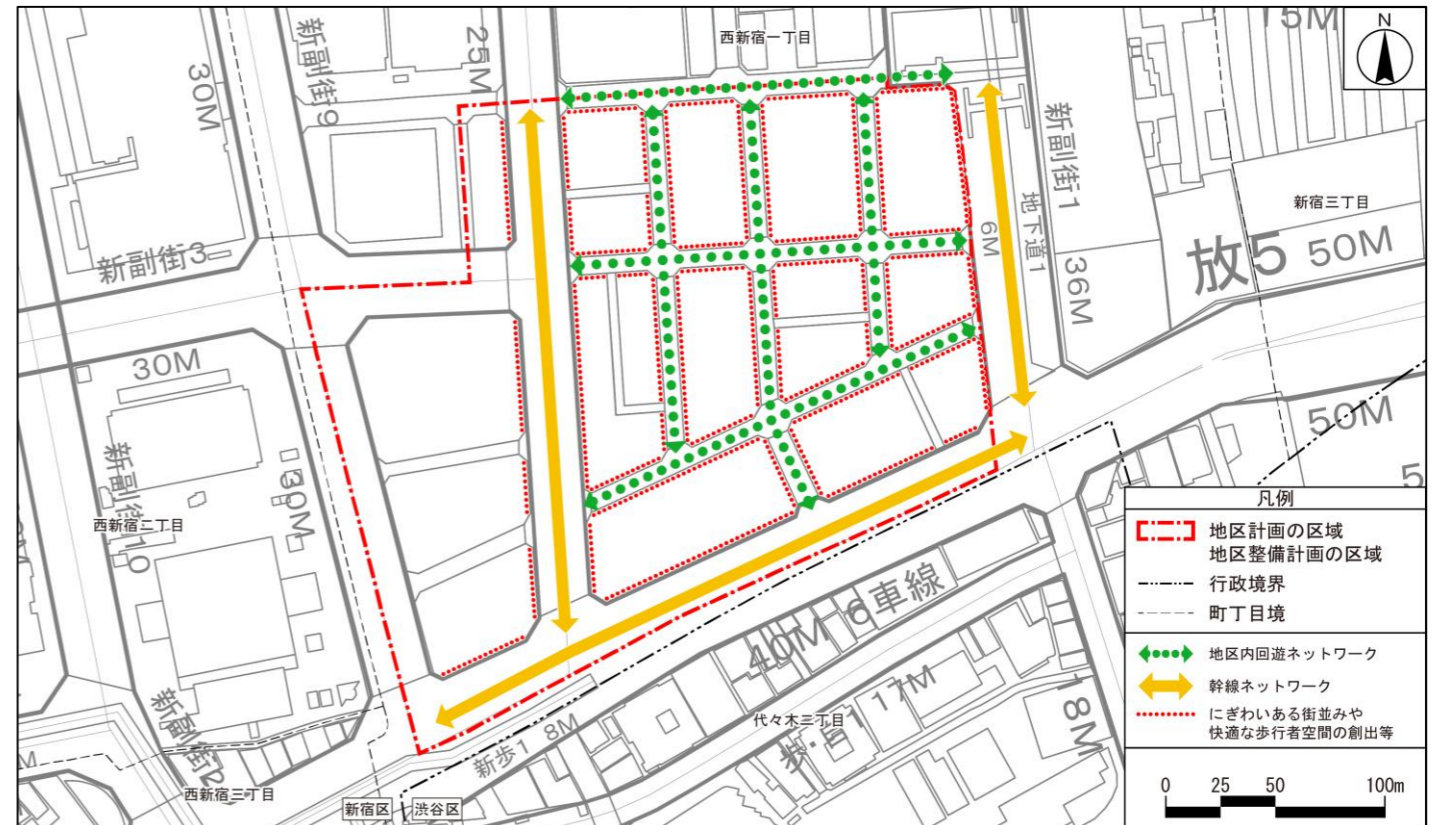 西新宿一丁目
15M
N
新副街9
25M
30M
新副街1
地下道1
6M
36M
新宿三丁目
放5 50M
新副街3
30M
50M
5
新副街10
30M
西新宿二丁目
40M 6車線
代々木二丁目
17M
18M
新歩1 8M
新副街2
M
西新宿三丁目
新宿区
渋谷区
凡例
地区計画の区域
地区整備計画の区域
行政境界
町丁目境
地区内回遊ネットワーク
幹線ネットワーク
にぎわいある街並みや
快適な歩行者空間の創出等
0 25 50 100m